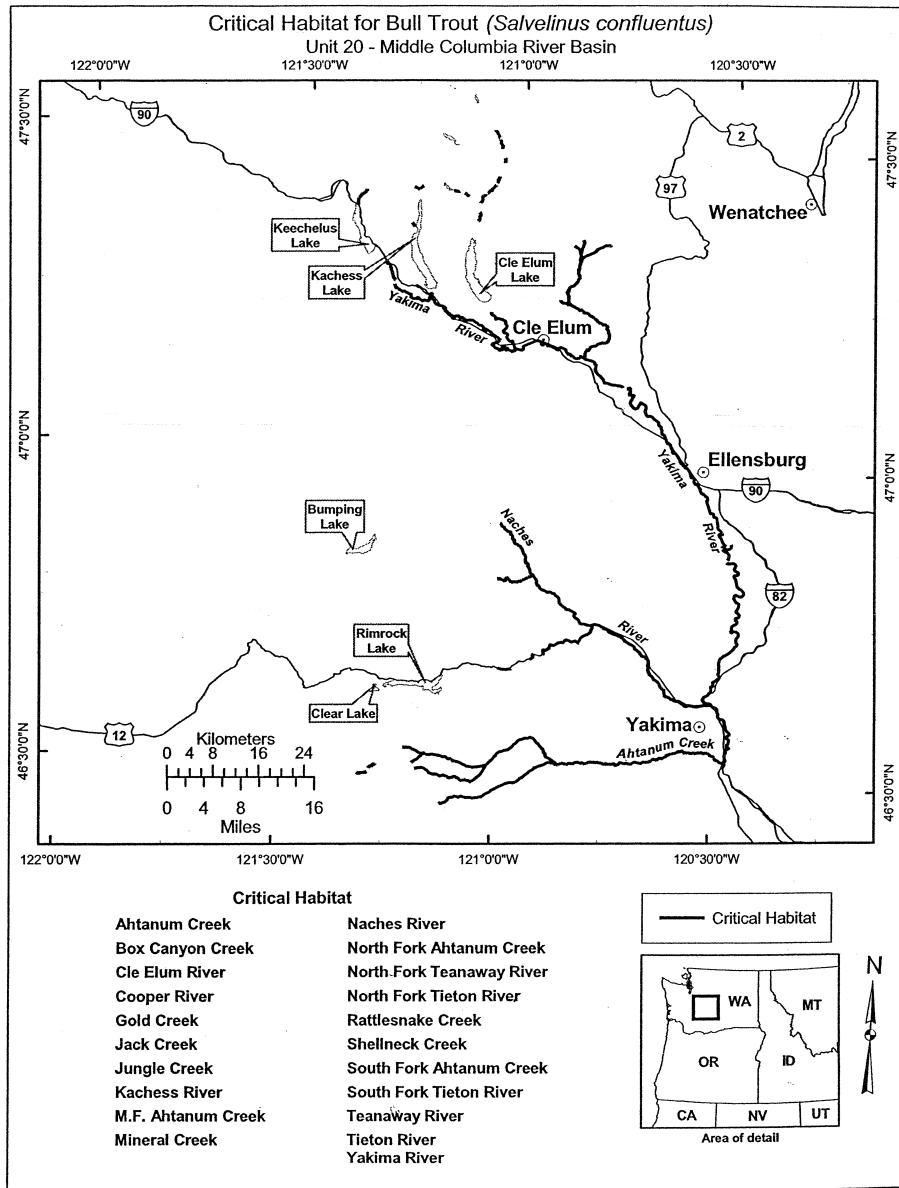 Critical Habitat for Bull Trout (Salvelinus confluentus)
Unit 20 - Middle Columbia River Basin
122°0'0"W
121°30'0"W
121°0'0"W
120°30'0"W
47°30'0"N
47°30'0"N
90
2
97
Wenatchee
Keechelus
Lake
Kachess
Lake
Cle Elum
Lake
Yakima
River
Cle Elum
47°0'0"N
47°0'0"N
Yakima
River
Ellensburg
90
Bumping
Lake
Naches
River
82
Rimrock
Lake
Clear Lake
12
Yakima
Ahtanum Creek
46°30'0"N
46°30'0"N
Kilometers
0 4 8 16 24
0 4 8 16
Miles
122°0'0"W
121°30'0"W
121°0'0"W
120°30'0"W
Critical Habitat
Ahtanum Creek
Box Canyon Creek
Cle Elum River
Cooper River
Gold Creek
Jack Creek
Jungle Creek
Kachess River
M.F. Ahtanum Creek
Mineral Creek
Naches River
North Fork Ahtanum Creek
North Fork Teanaway River
North Fork Tieton River
Rattlesnake Creek
Shellneck Creek
South Fork Ahtanum Creek
South Fork Tieton River
Teanaway River
Tieton River
Yakima River
Critical Habitat
WA
MT
OR
ID
CA
NV
UT
Area of detail
N